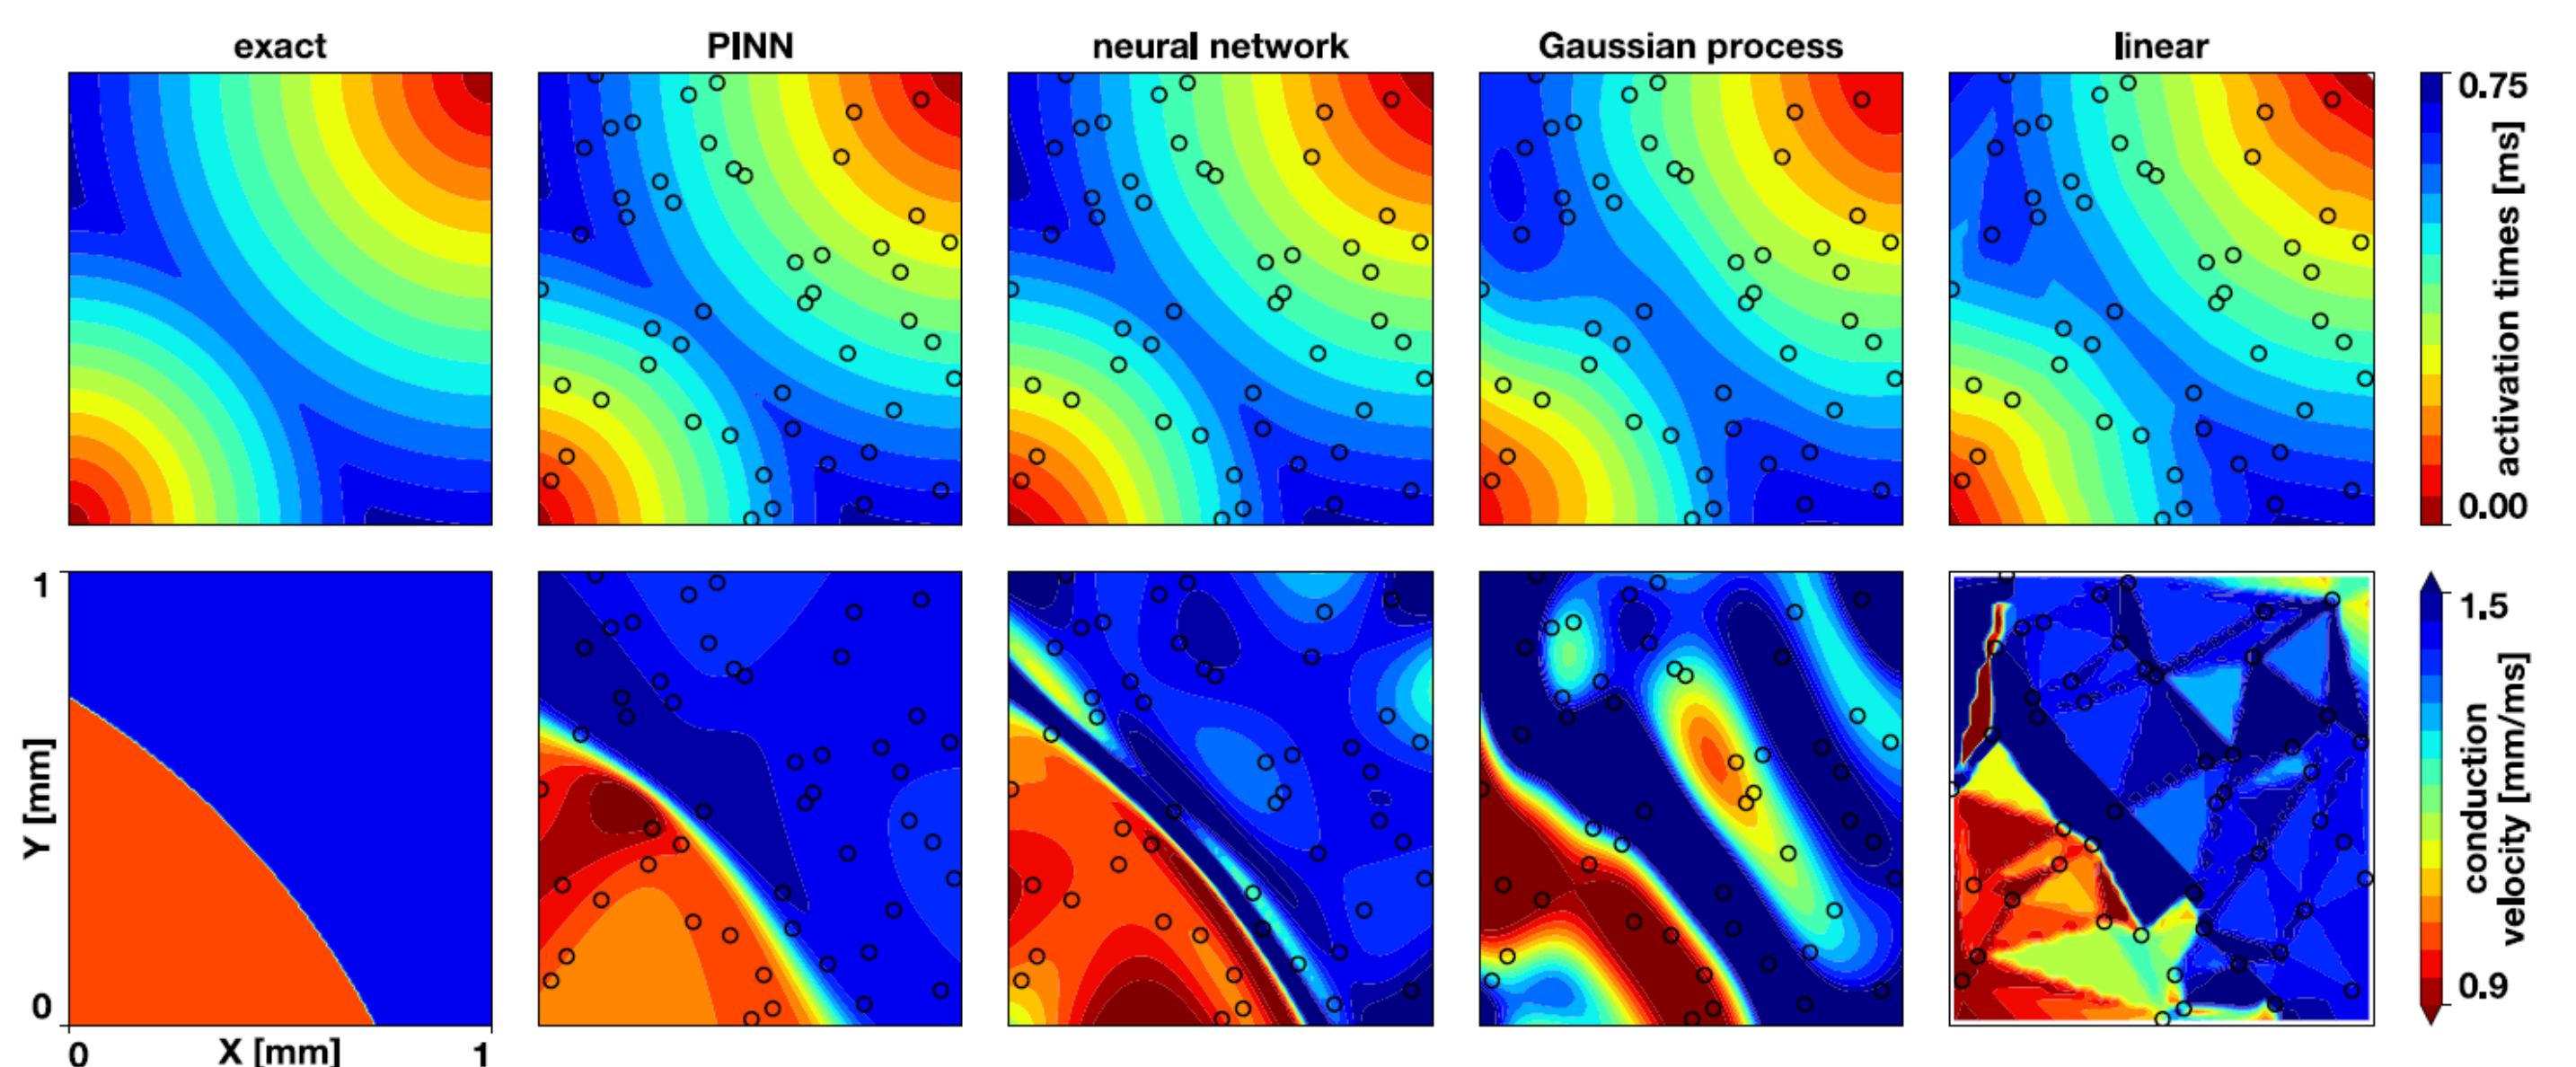 exact
PINN
neural network
Gaussian process
linear
0.75
activation times [ms]
0.00
1
Y [mm]
0
0
X [mm]
1
1.5
conduction
velocity [mm/ms]
0.9